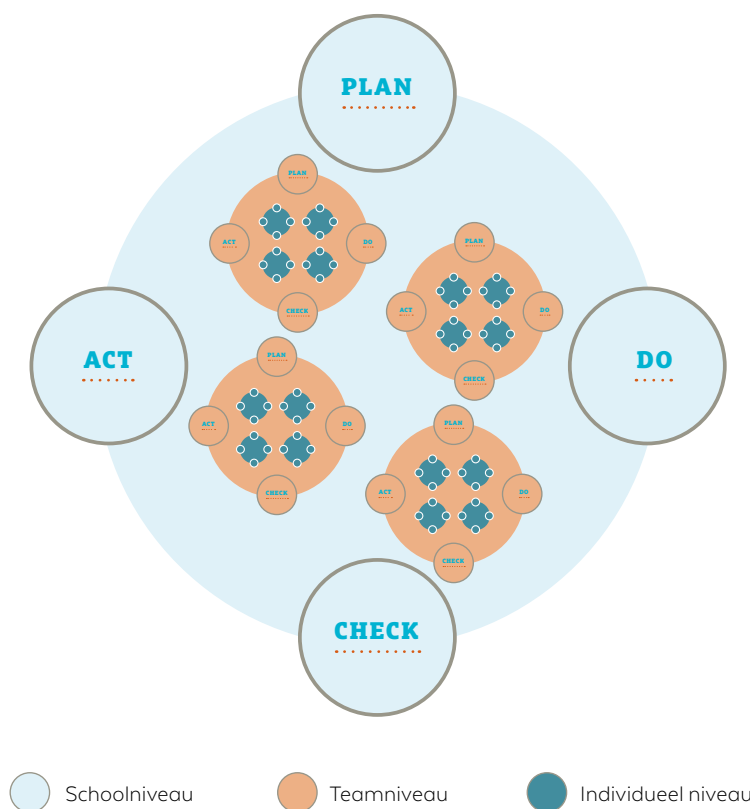 PLAN
PLAN
ACT
DO
CHECK
PLAN
ACT
DO
CHECK
ACT
DO
PLAN
ACT
DO
CHECK
PLAN
ACT
DO
CHECK
CHECK
Schoolniveau
Teamniveau
Individueel niveau